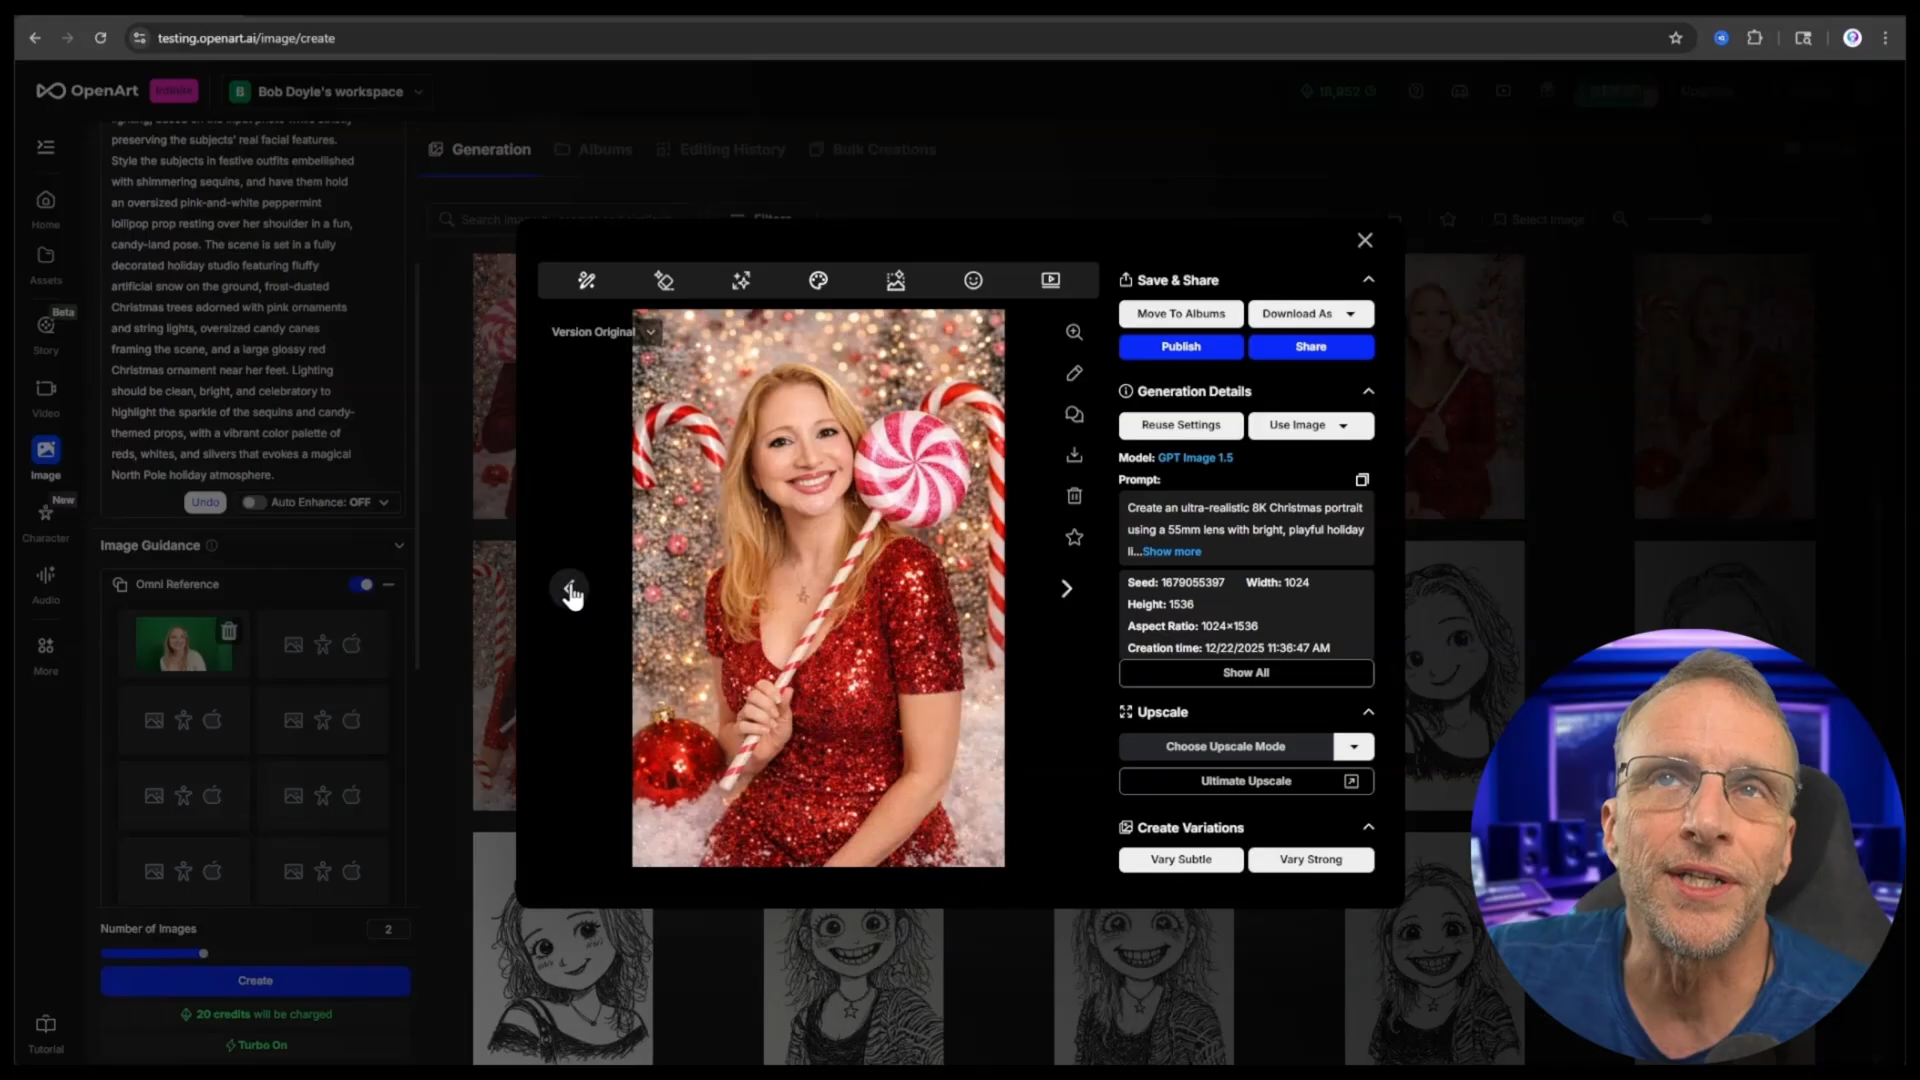 testing.openart.ai/image/create
OpenArt
Infinite
B Bob Doyle's workspace
18,852
preserving the subjects' real facial features.
Style the subjects in festive outfits embellished
with shimmering sequins, and have them hold
an oversized pink-and-white peppermint
lollipop prop resting over her shoulder in a fun,
candy-land pose. The scene is set in a fully
decorated holiday studio featuring fluffy
artificial snow on the ground, frost-dusted
Christmas trees adorned with pink ornaments
and string lights, oversized candy canes
framing the scene, and a large glossy red
Christmas ornament near her feet. Lighting
should be clean, bright, and celebratory to
highlight the sparkle of the sequins and candy-
themed props, with a vibrant color palette of
reds, whites, and silvers that evokes a magical
North Pole holiday atmosphere.
Undo
Auto Enhance: OFF
Home
Assets
Beta
Story
Video
Image
New
Character
Audio
More
Tutorial
Image Guidance
Omni Reference
Number of Images
2
Create
20 credits will be charged
Turbo On
Generation
Albums
Editing History
Bulk Creations
Filters
Select Image
Version Original
Save & Share
Move To Albums
Download As
Publish
Share
Generation Details
Reuse Settings
Use Image
Model: GPT Image 1.5
Prompt:
Create an ultra-realistic 8K Christmas portrait
using a 55mm lens with bright, playful holiday
li...Show more
Seed: 1679055397 Width: 1024
Height: 1536
Aspect Ratio: 1024×1536
Creation time: 12/22/2025 11:36:47 AM
Show All
Upscale
Choose Upscale Mode
Ultimate Upscale
Create Variations
Vary Subtle
Vary Strong